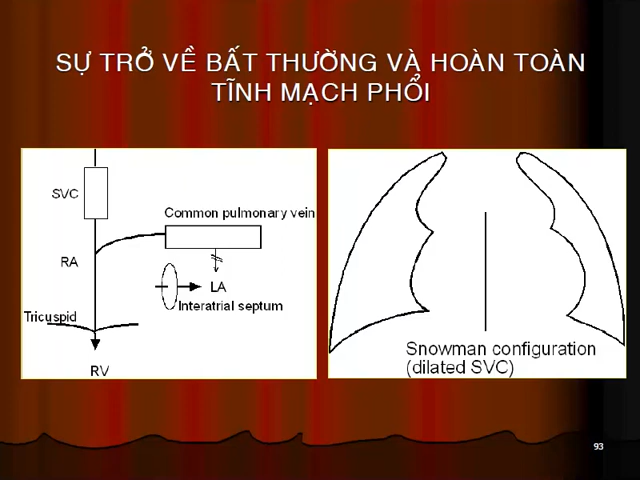 SỰ TRỞ VỀ BẤT THƯỜNG VÀ HOÀN TOÀN
TĨNH MẠCH PHỔI
SVC
Common pulmonary vein
RA
LA
Interatrial septum
Tricuspid
RV
Snowman configuration
(dilated SVC)
93